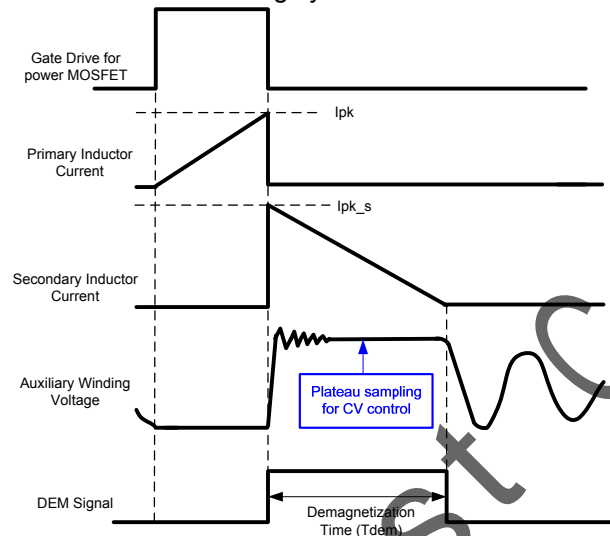 Gate Drive for
power MOSFET
Ipk
Primary Inductor
Current
Ipk_s
Secondary Inductor
Current
Auxiliary Winding
Voltage
Plateau sampling
for CV control
DEM Signal
Demagnetization
Time (Tdem)
st C